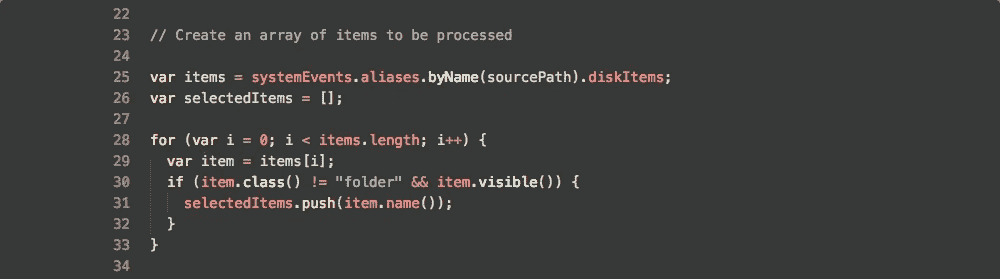 22
23 // Create an array of items to be processed
24
25 var items = systemEvents.aliases.byName(sourcePath).diskItems;
26 var selectedItems = [];
27
28 for (var i = 0; i < items.length; i++) {
29   var item = items[i];
30   if (item.class() != "folder" && item.visible()) {
31     selectedItems.push(item.name());
32   }
33 }
34